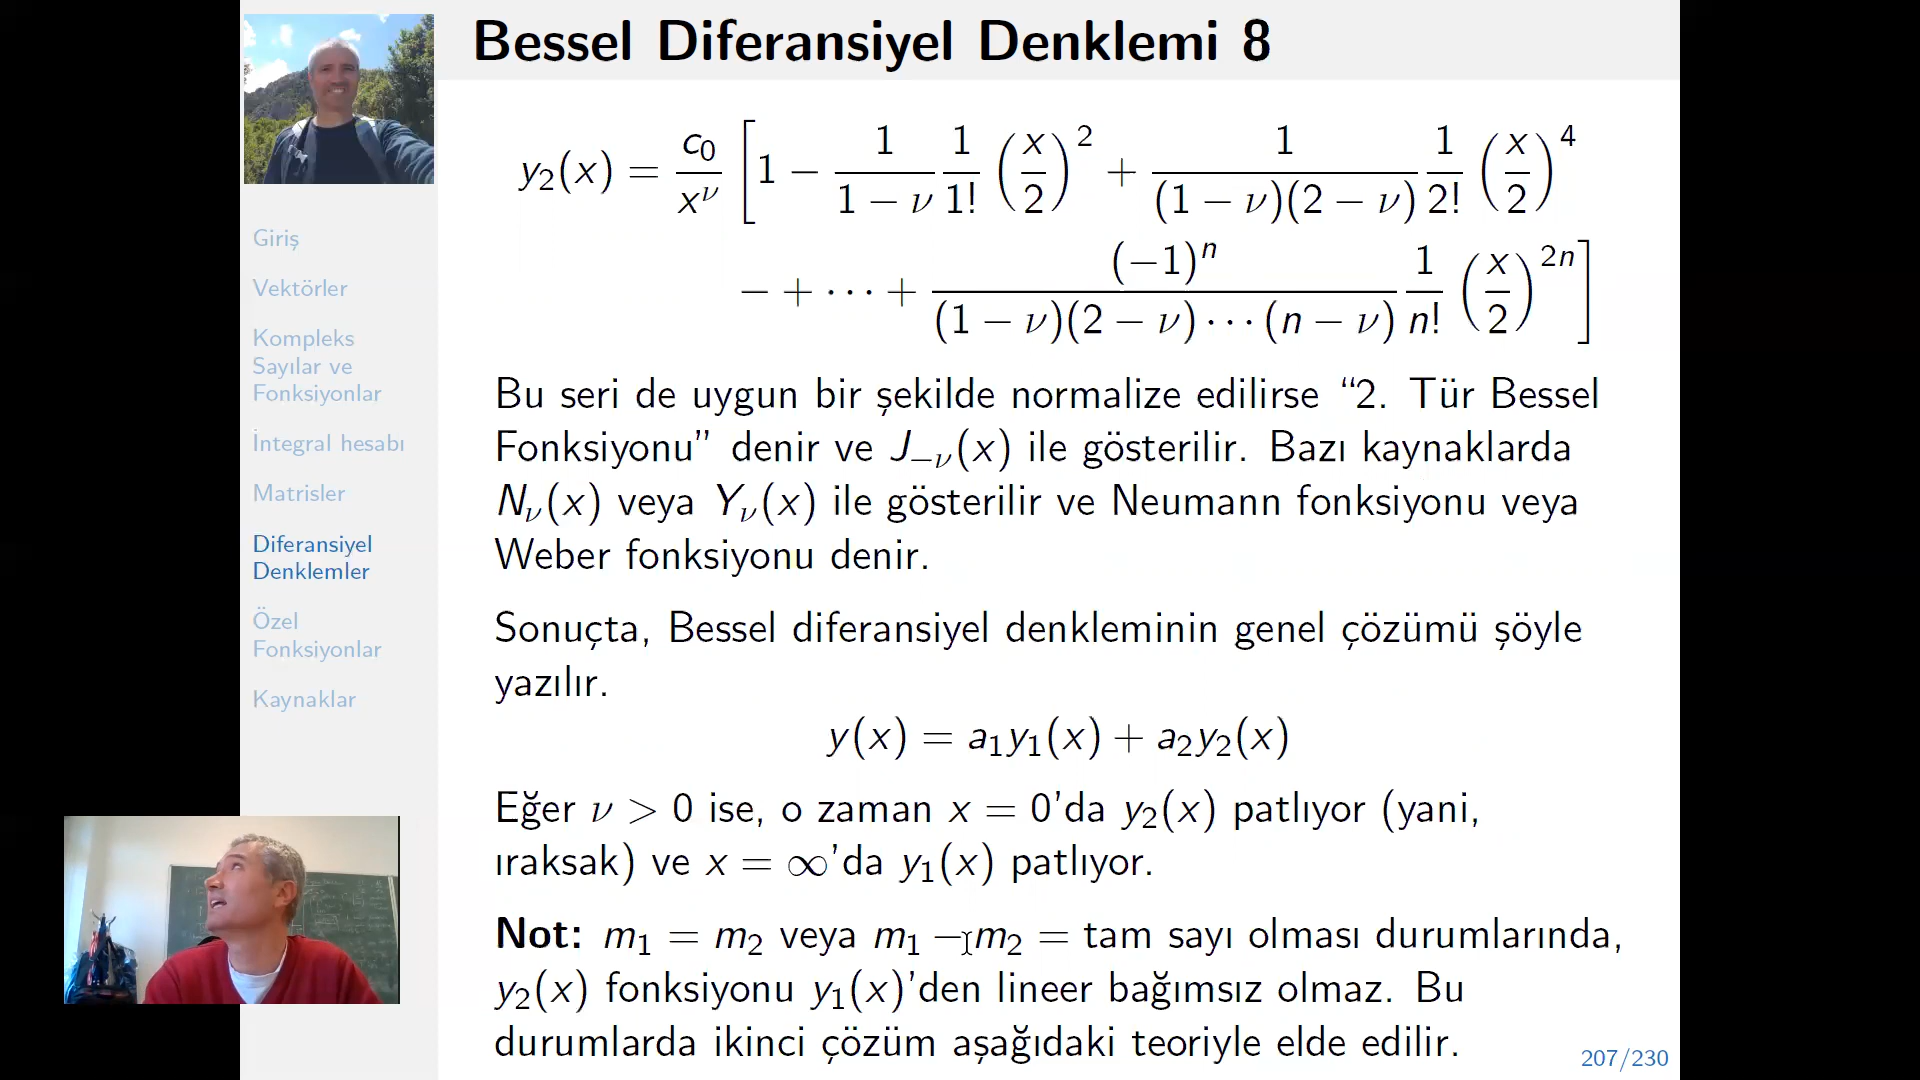 Bessel Diferansiyel Denklemi 8
Giriş
Vektörler
Kompleks
Sayılar ve
Fonksiyonlar
İntegral hesabı
Matrisler
Diferansiyel
Denklemler
Özel
Fonksiyonlar
Kaynaklar
y₂(x) = c₀/x^ν [1 − 1/(1 − ν) 1/1! (x/2)² + 1/((1 − ν)(2 − ν)) 1/2! (x/2)⁴
− + ⋯ + (−1)ⁿ/((1 − ν)(2 − ν)⋯(n − ν)) 1/n! (x/2)²ⁿ]
Bu seri de uygun bir şekilde normalize edilirse “2. Tür Bessel
Fonksiyonu” denir ve J₋ν(x) ile gösterilir. Bazı kaynaklarda
Nν(x) veya Yν(x) ile gösterilir ve Neumann fonksiyonu veya
Weber fonksiyonu denir.
Sonuçta, Bessel diferansiyel denkleminin genel çözümü şöyle
yazılır.
y(x) = a₁y₁(x) + a₂y₂(x)
Eğer ν > 0 ise, o zaman x = 0’da y₂(x) patlıyor (yani,
ıraksak) ve x = ∞’da y₁(x) patlıyor.
Not: m₁ = m₂ veya m₁ − m₂ = tam sayı olması durumlarında,
y₂(x) fonksiyonu y₁(x)’den lineer bağımsız olmaz. Bu
durumlarda ikinci çözüm aşağıdaki teoriyle elde edilir.
207/230